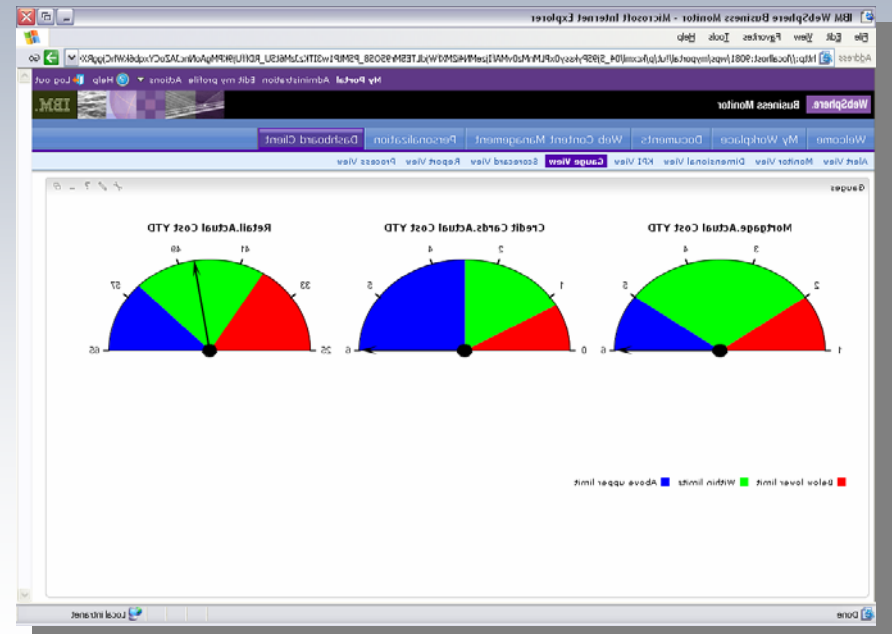 IBM WebSphere Business Monitor - Microsoft Internet Explorer
File Edit View Favorites Tools Help
Address
Go
My Portal Administration Edit my profile Actions Help Log out
WebSphere. Business Monitor
IBM.
Welcome My Workplace Documents Web Content Management Personalization Dashboard Client
Alert View Monitor View Dimensional View KPI View Gauge View Scorecard View Report View Process View
Gauges
Mortgage.Actual Cost YTD Credit Cards.Actual Cost YTD Retail.Actual Cost YTD
3 4 2 4 41 49
2 5 1 5 33 57
1 6 0 6 25 65
Below lower limit Within limits Above upper limit
Done Local intranet